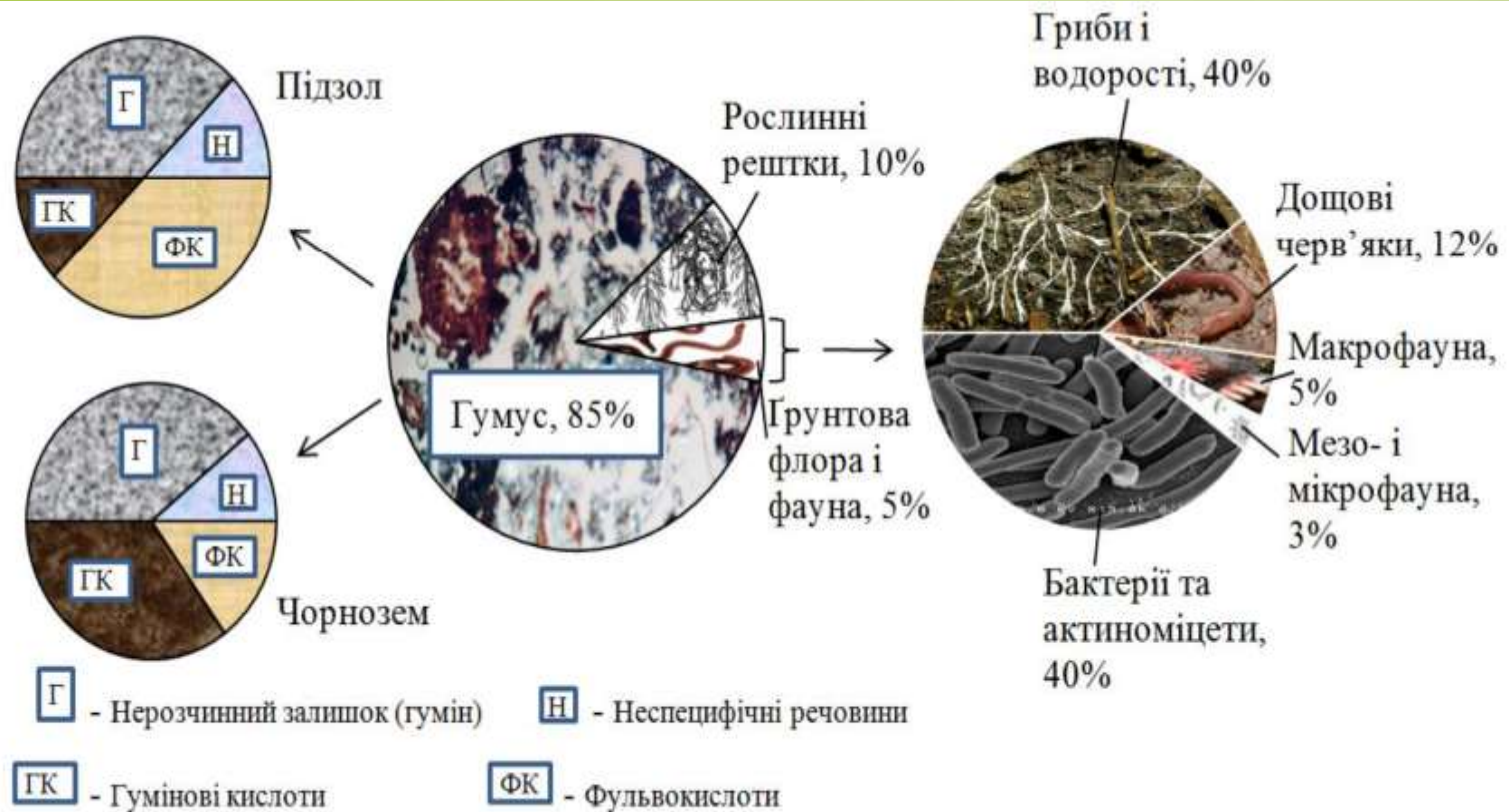 Підзол
Г
Н
ГК
ФК
Рослинні
рештки, 10%
Гумус, 85%
Ґрунтова
флора і
фауна, 5%
Гриби і
водорості, 40%
Дощові
черв’яки, 12%
Макрофауна,
5%
Мезо- і
мікрофауна,
3%
Бактерії та
актиноміцети,
40%
Г
Н
ФК
ГК
Чорнозем
Г - Нерозчинний залишок (гумін)
Н - Неспецифічні речовини
ГК - Гумінові кислоти
ФК - Фульвокислоти